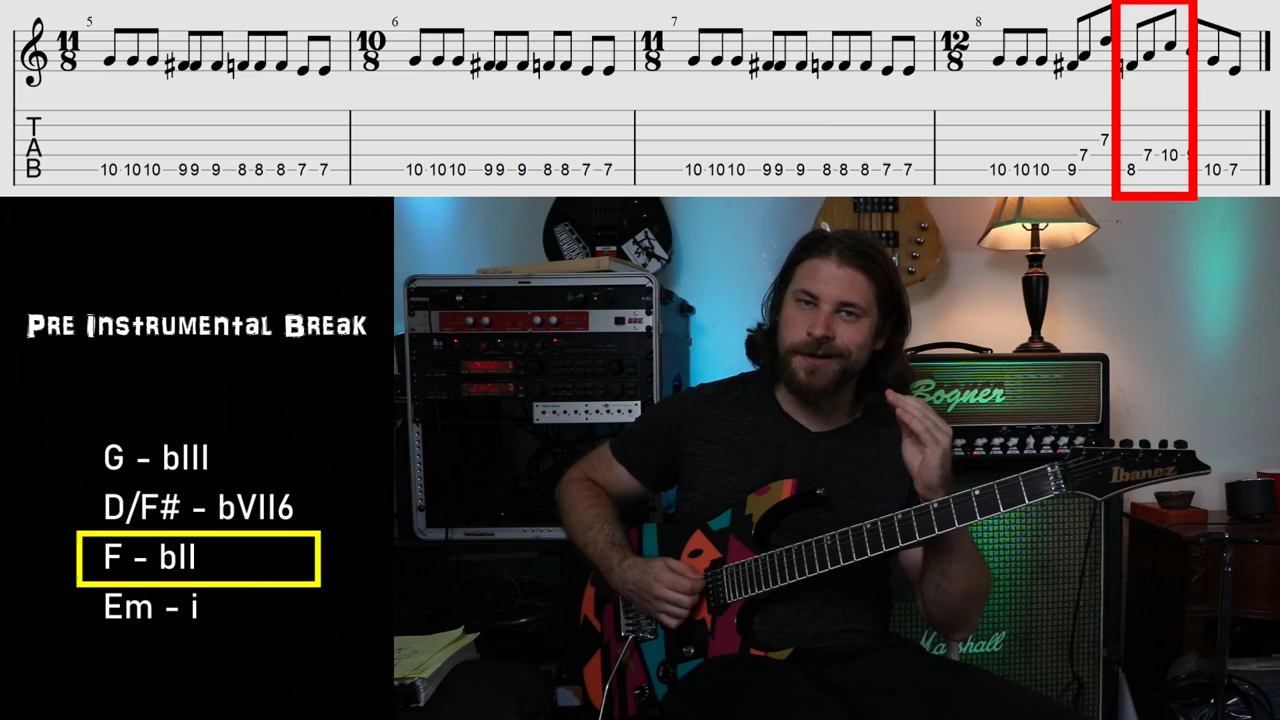 5 6 7 8
11 8 10 8 11 8 12 8
T 7
A 7 7 10 9
B 10 10 10 9 9 9 8 8 8 7 7 10 10 10 9 9 9 8 8 7 7 10 10 10 9 9 9 8 8 8 7 7 10 10 10 9 8 10 7
Pre Instrumental Break
G - bIII
D/F# - bVII6
F - bII
Em - i
BBE
Bogner
Ibanez
Marshall